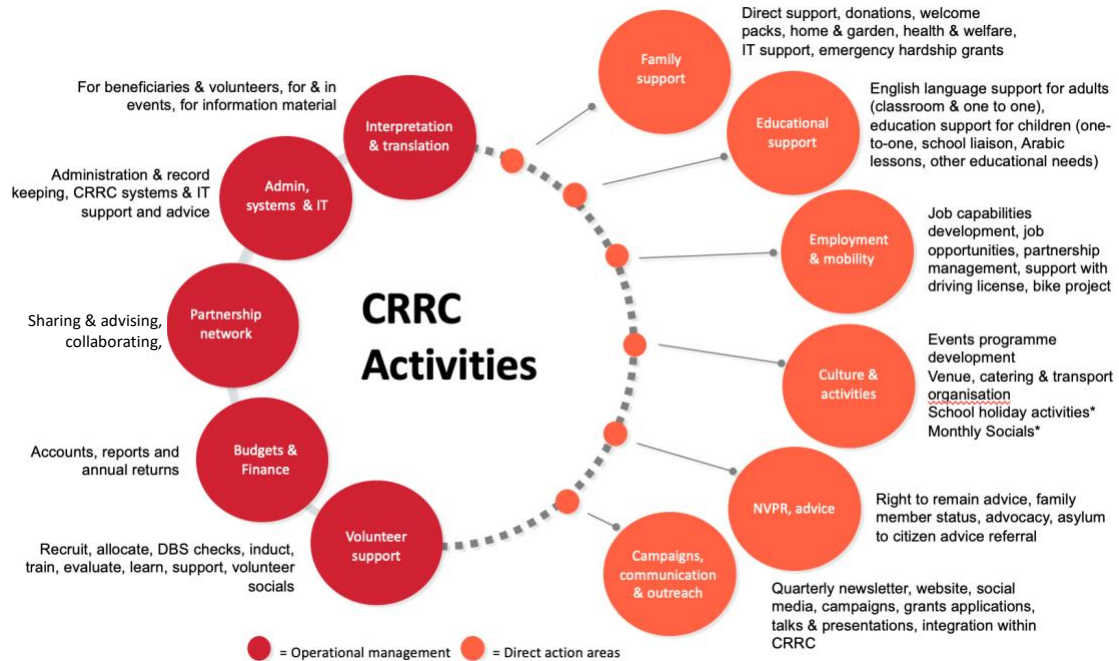 Direct support, donations, welcome
packs, home & garden, health & welfare,
IT support, emergency hardship grants
Family
support
For beneficiaries & volunteers, for & in
events, for information material
Interpretation
& translation
English language support for adults
(classroom & one to one),
education support for children (one-
to-one, school liaison, Arabic
lessons, other educational needs)
Educational
support
Administration & record
keeping, CRRC systems & IT
support and advice
Admin,
systems & IT
Job capabilities
development, job
opportunities, partnership
management, support with
driving license, bike project
Employment
& mobility
Sharing & advising,
collaborating,
Partnership
network
CRRC
Activities
Events programme
development
Venue, catering & transport
organisation
School holiday activities*
Monthly Socials*
Culture &
activities
Accounts, reports and
annual returns
Budgets &
Finance
NVPR, advice
Right to remain advice, family
member status, advocacy, asylum
to citizen advice referral
Recruit, allocate, DBS checks, induct,
train, evaluate, learn, support, volunteer
socials
Volunteer
support
Campaigns,
communication
& outreach
Quarterly newsletter, website, social
media, campaigns, grants applications,
talks & presentations, integration within
CRRC
= Operational management
= Direct action areas